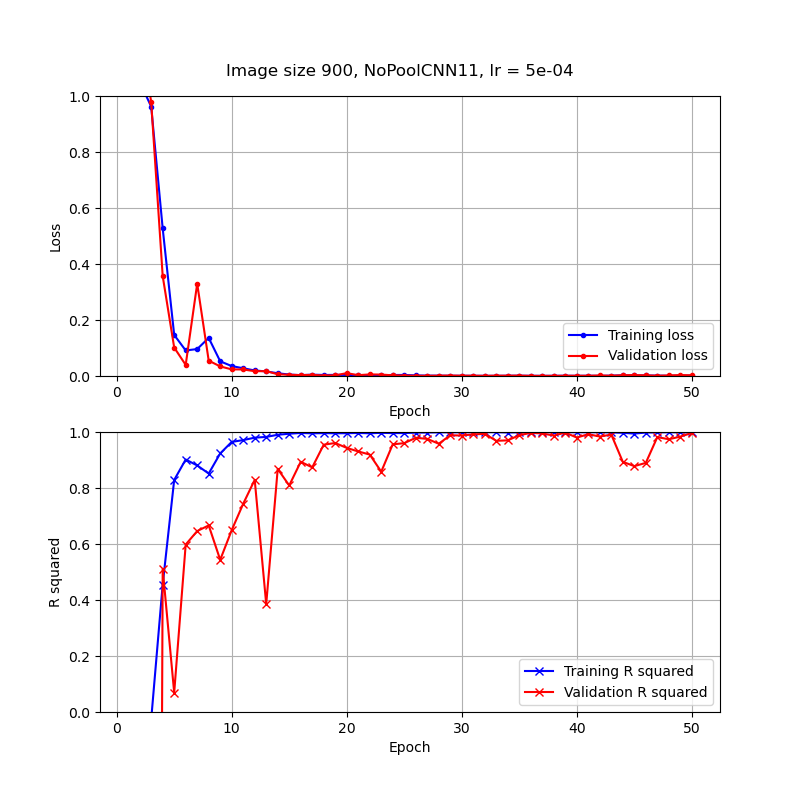 Image size 900, NoPoolCNN11, lr = 5e-04
1.0
0.8
0.6
0.4
0.2
0.0
Loss
Training loss
Validation loss
0 10 20 30 40 50
Epoch
1.0
0.8
0.6
0.4
0.2
0.0
R squared
Training R squared
Validation R squared
0 10 20 30 40 50
Epoch